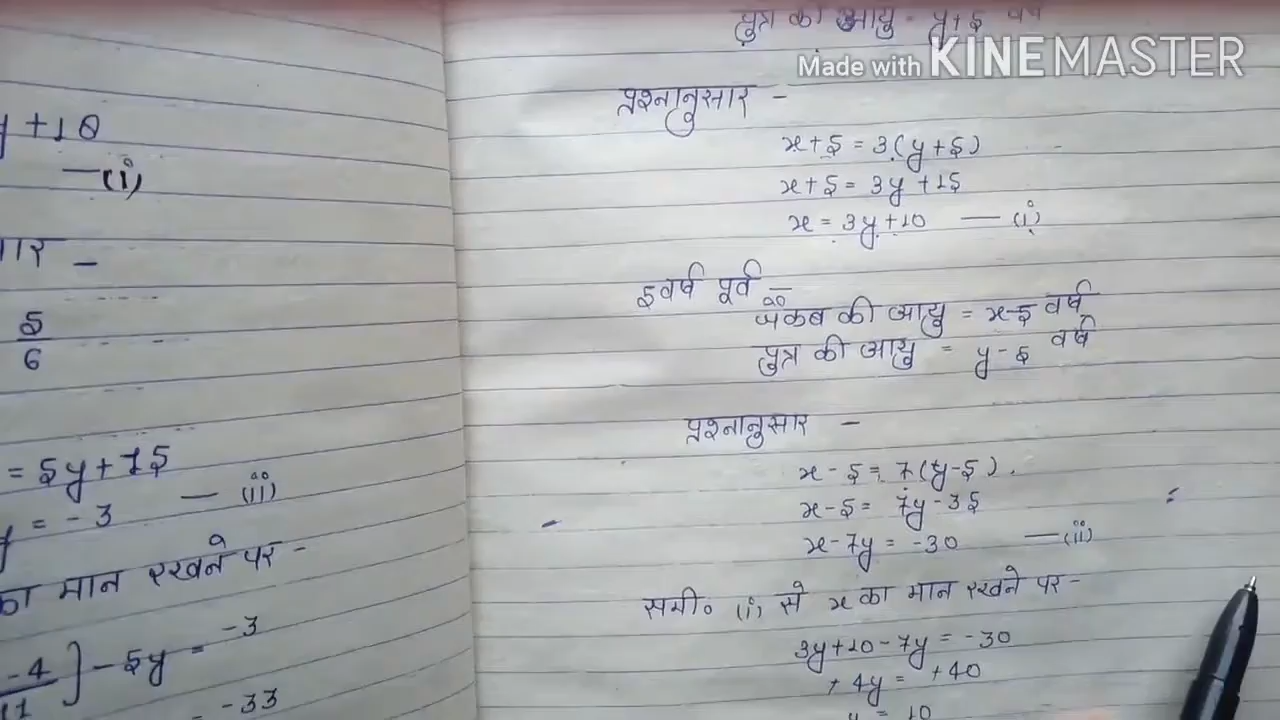 y +10
—(i)
5
6
= 5y + 15
y = -3 — (ii)
का मान रखने पर -
-4
11
] - 5y = -3
= -33
पुत्र की आयु = y+5 वर्ष
Made with KINEMASTER
प्रश्नानुसार -
x+5 = 3(y+5)
x+5 = 3y +15
x = 3y+10 — (i)
5 वर्ष पूर्व -
जैकब की आयु = x-5 वर्ष
पुत्र की आयु = y-5 वर्ष
प्रश्नानुसार -
x-5 = 7(y-5).
x-5 = 7y-35
x-7y = -30 —(ii)
समी० (i) से x का मान रखने पर -
3y+10-7y = -30
+4y = +40
y = 10